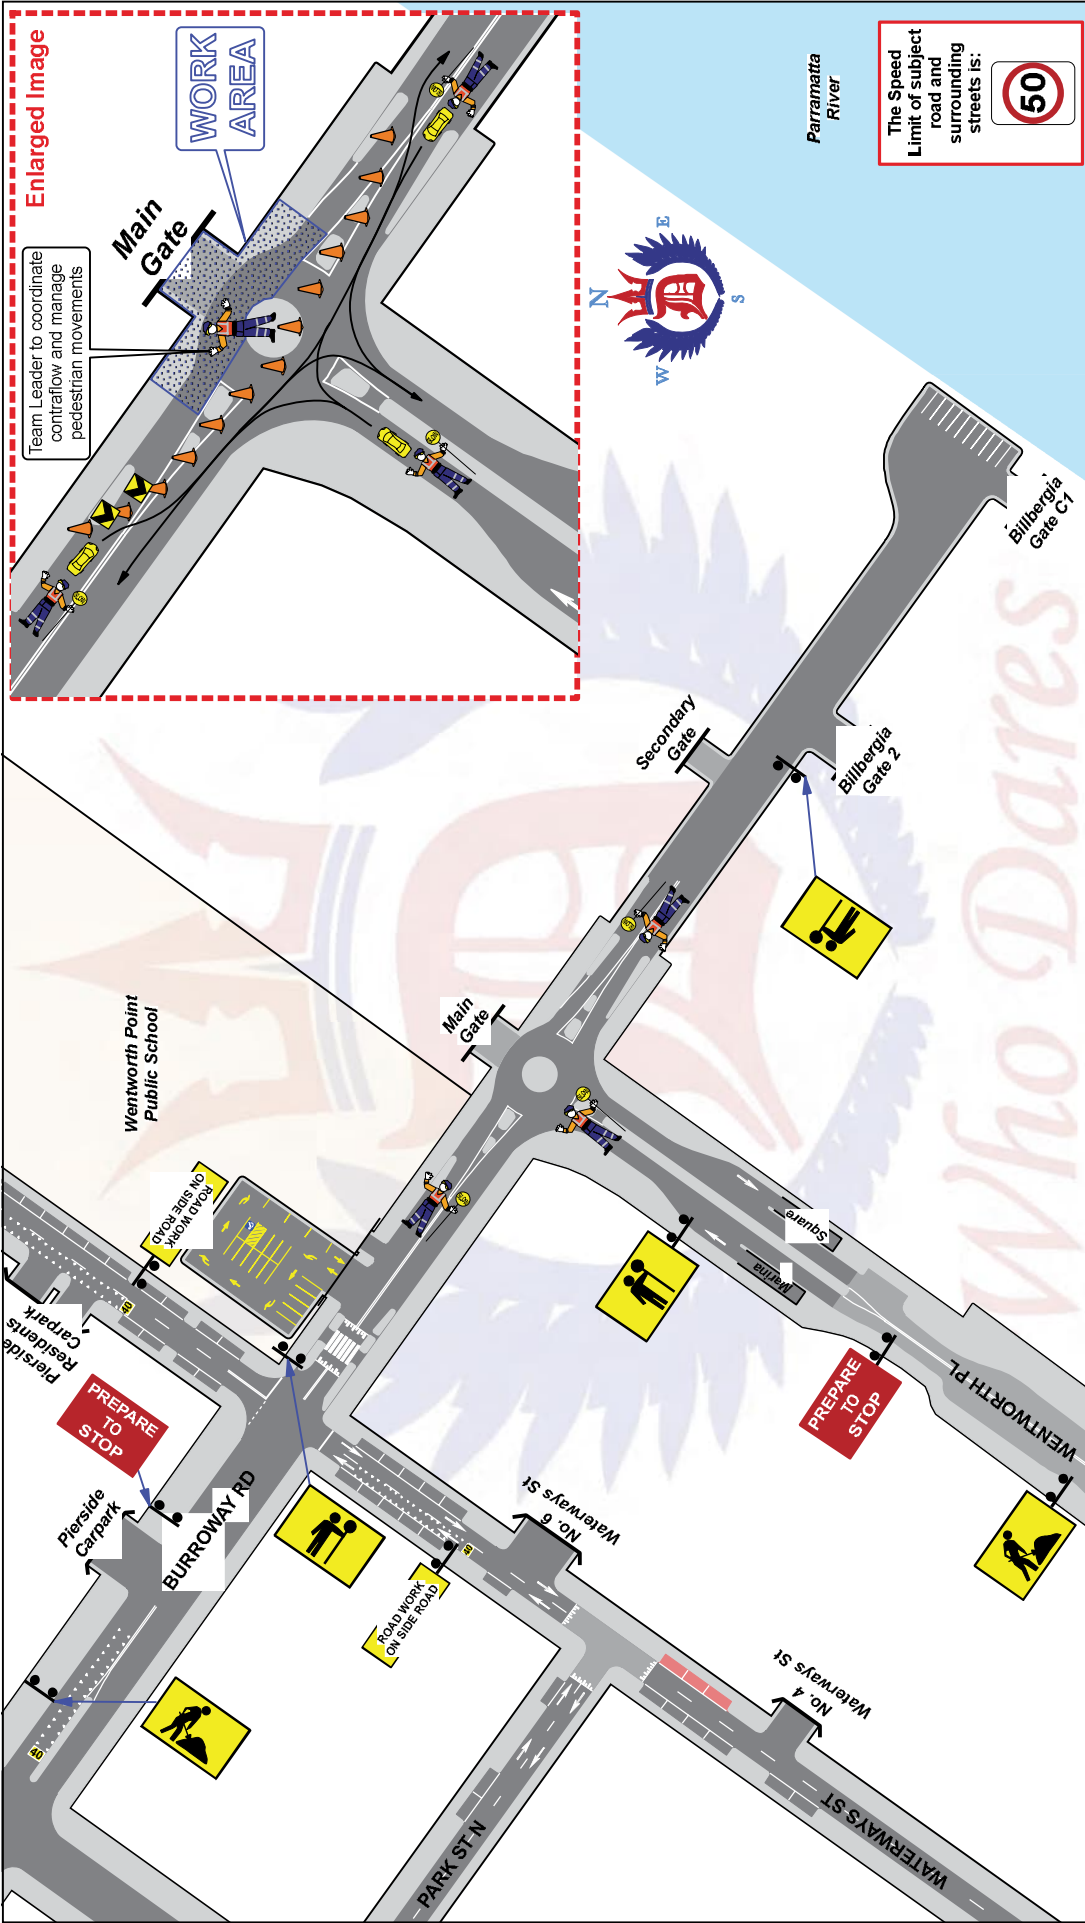 Enlarged Image
WORK
AREA
Team Leader to coordinate
contraflow and manage
pedestrian movements
Main
Gate
The Speed
Limit of subject
road and
surrounding
streets is:
50
Parramatta
River
N
E
S
W
Billbergia
Gate C1
Secondary
Gate
Billbergia
Gate 2
Wentworth Point
Public School
Main
Gate
ROAD WORK
ON SIDE ROAD
40
Pierside
Residents
Carpark
PREPARE
TO
STOP
Pierside
Carpark
BURROWAY RD
40
ROAD WORK
ON SIDE ROAD
40
No. 6
Waterways St
Square
Marina
PREPARE
TO
STOP
WENTWORTH PL
No. 4
Waterways St
WATERWAYS ST
PARK ST N
Who Dares